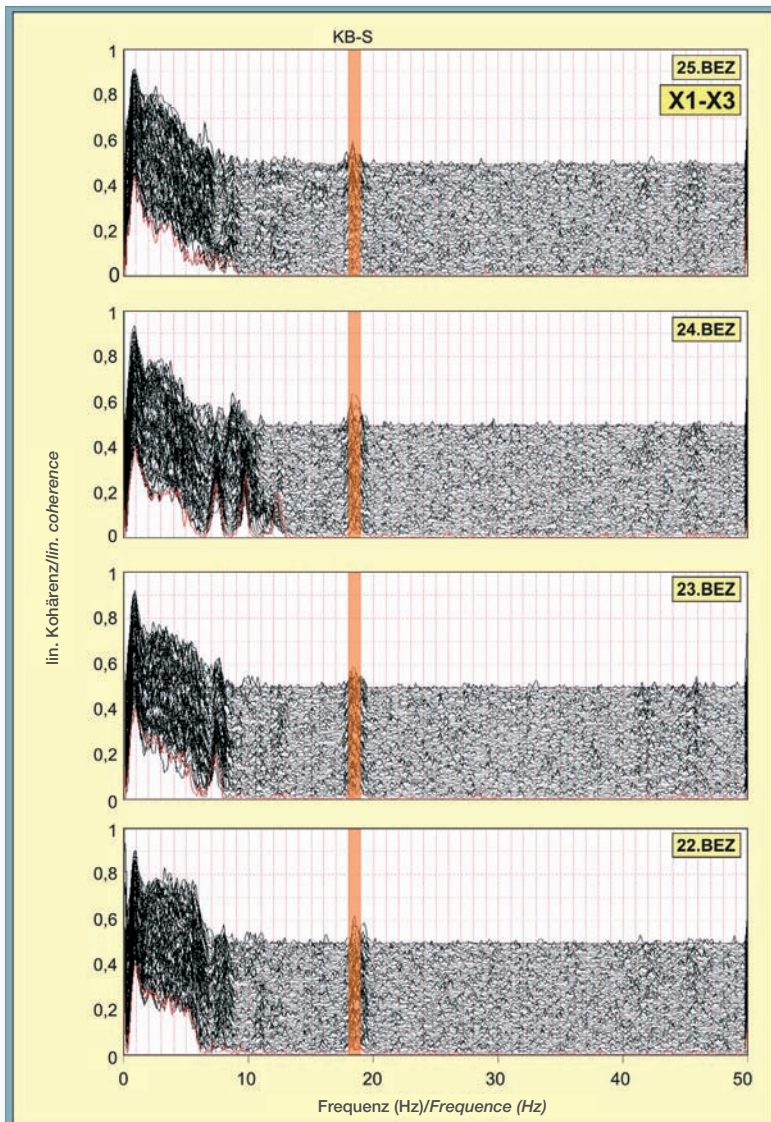 KB-S
1
0,8
0,6
0,4
0,2
0
25.BEZ
X1-X3
1
0,8
0,6
0,4
0,2
0
24.BEZ
lin. Kohärenz/lin. coherence
1
0,8
0,6
0,4
0,2
0
23.BEZ
1
0,8
0,6
0,4
0,2
0
22.BEZ
0 10 20 30 40 50
Frequenz (Hz)/Frequence (Hz)